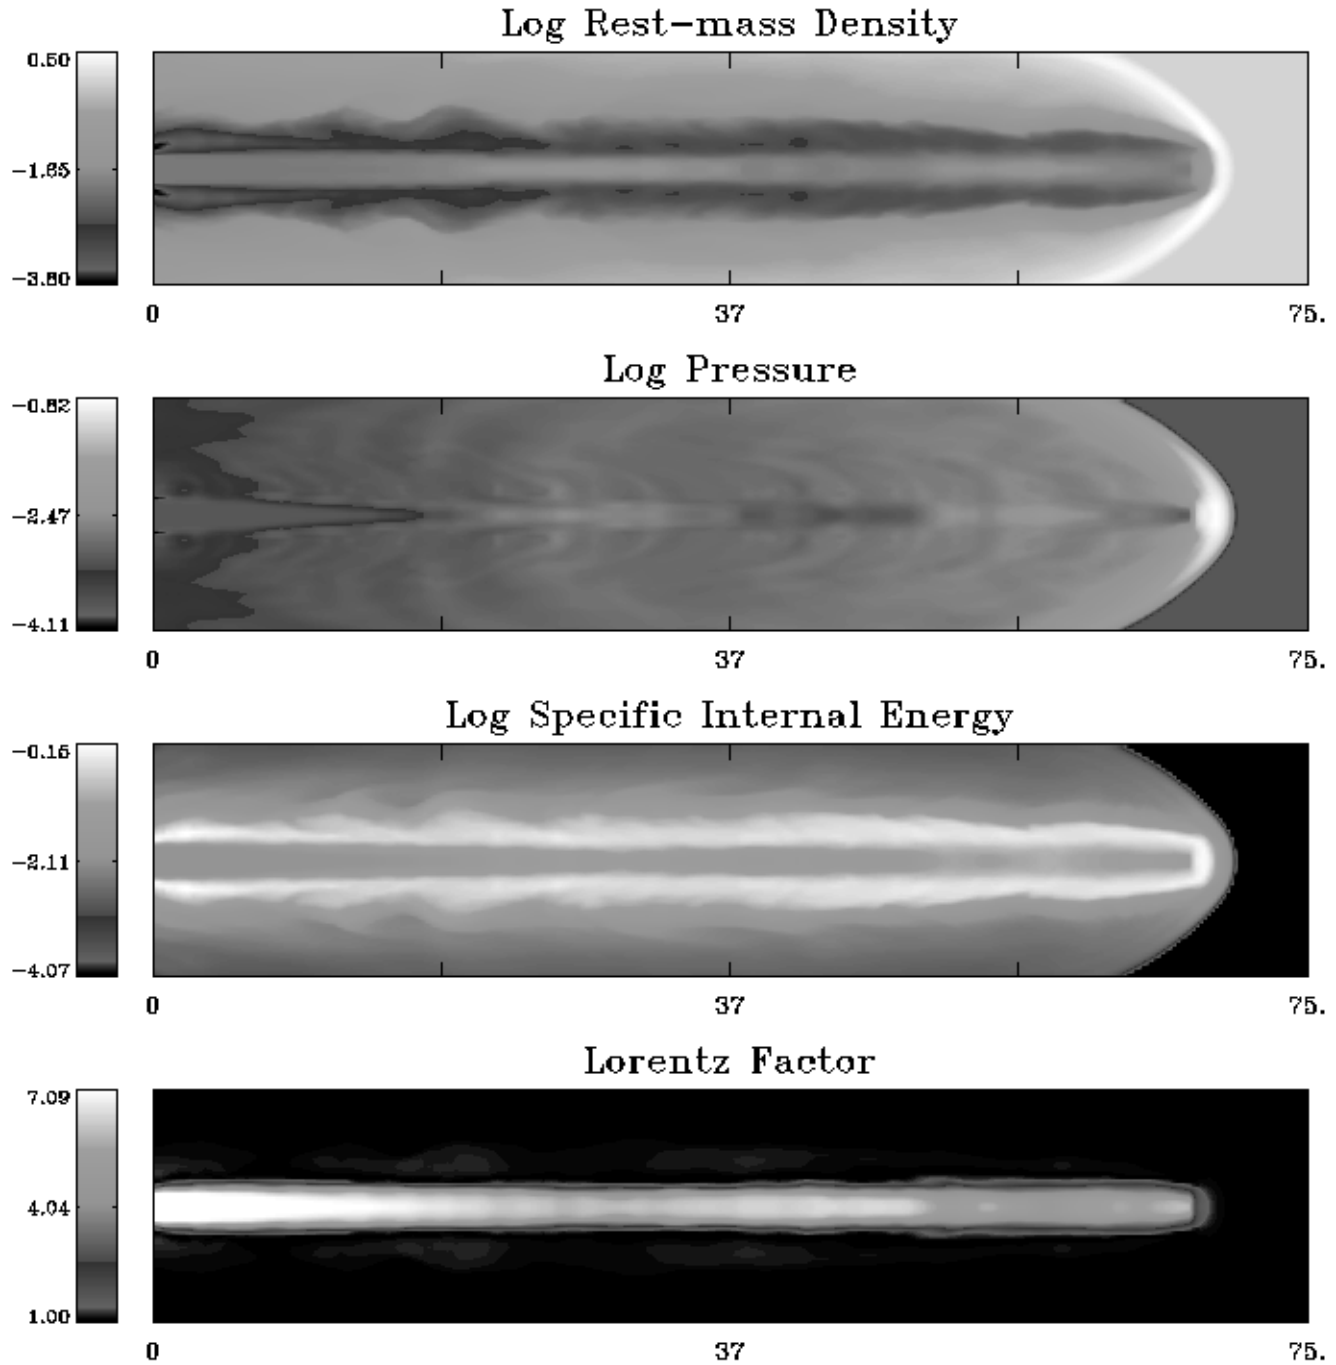 Log Rest-mass Density
0.50
-1.65
-3.80
0 37 75.
Log Pressure
-0.82
-2.47
-4.11
0 37 75.
Log Specific Internal Energy
-0.15
-2.11
-4.07
0 37 75.
Lorentz Factor
7.09
4.04
1.00
0 37 75.